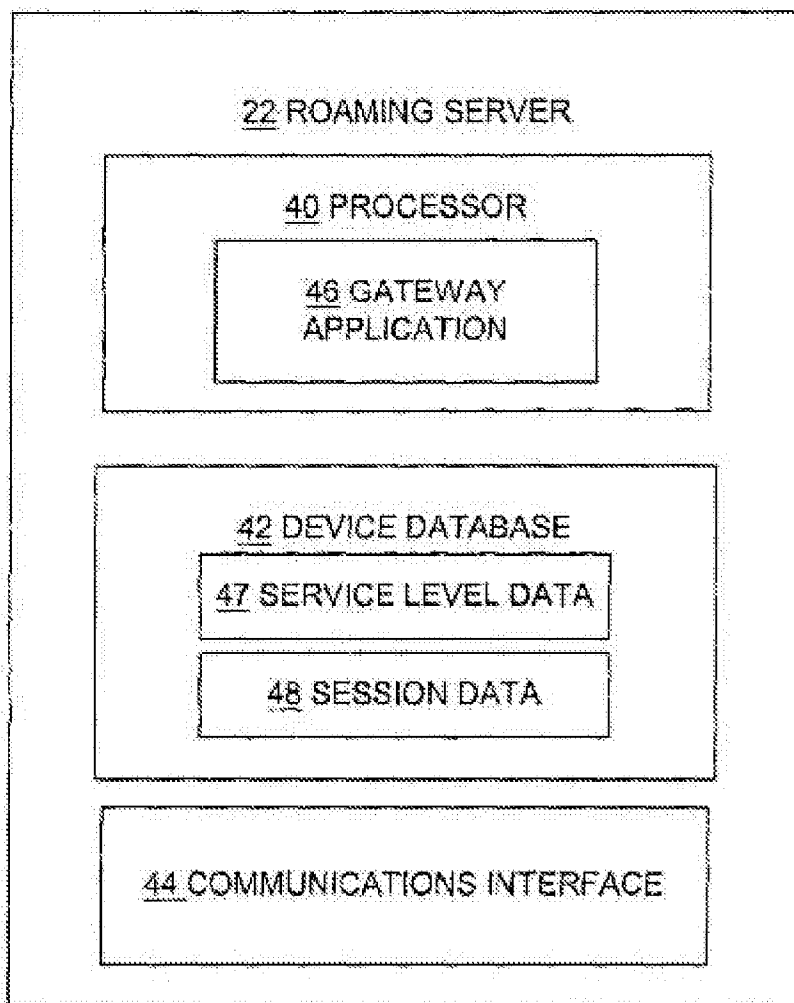 22 ROAMING SERVER
40 PROCESSOR
46 GATEWAY
APPLICATION
42 DEVICE DATABASE
47 SERVICE LEVEL DATA
48 SESSION DATA
44 COMMUNICATIONS INTERFACE